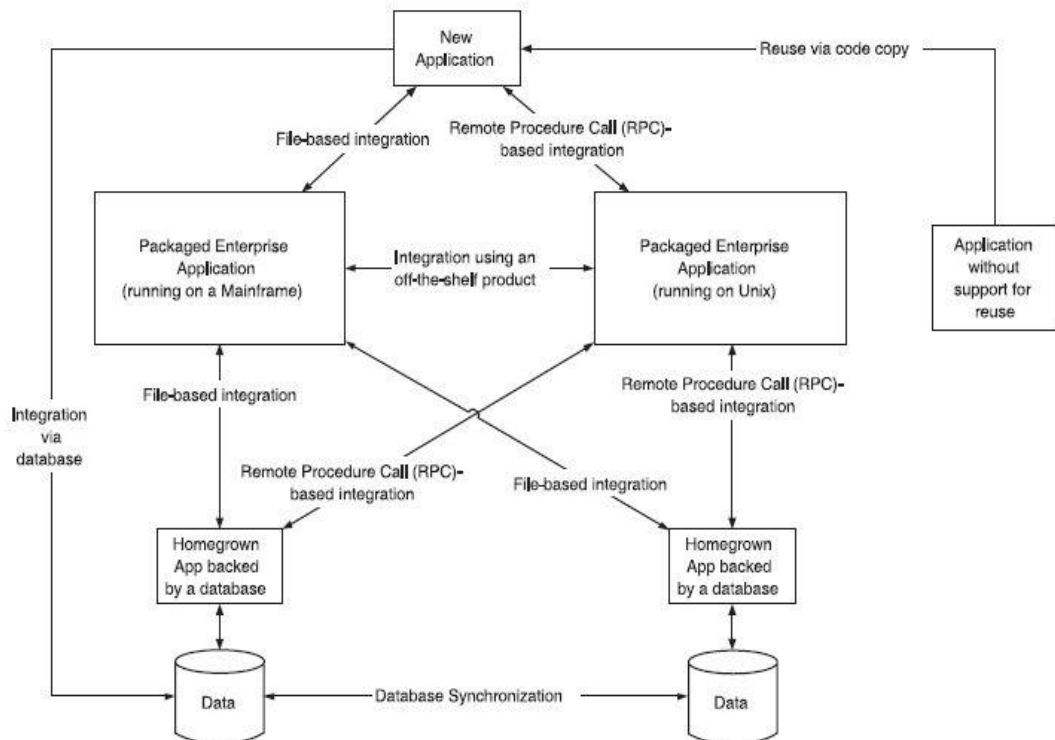 New
Application
Reuse via code copy
File-based integration
Remote Procedure Call (RPC)-
based integration
Packaged Enterprise
Application
(running on a Mainframe)
Integration using an
off-the-shelf product
Packaged Enterprise
Application
(running on Unix)
Application
without
support for
reuse
File-based integration
Remote Procedure Call (RPC)-
based integration
Integration
via
database
Remote Procedure Call (RPC)-
based integration
File-based integration
Homegrown
App backed
by a database
Homegrown
App backed
by a database
Data
Database Synchronization
Data